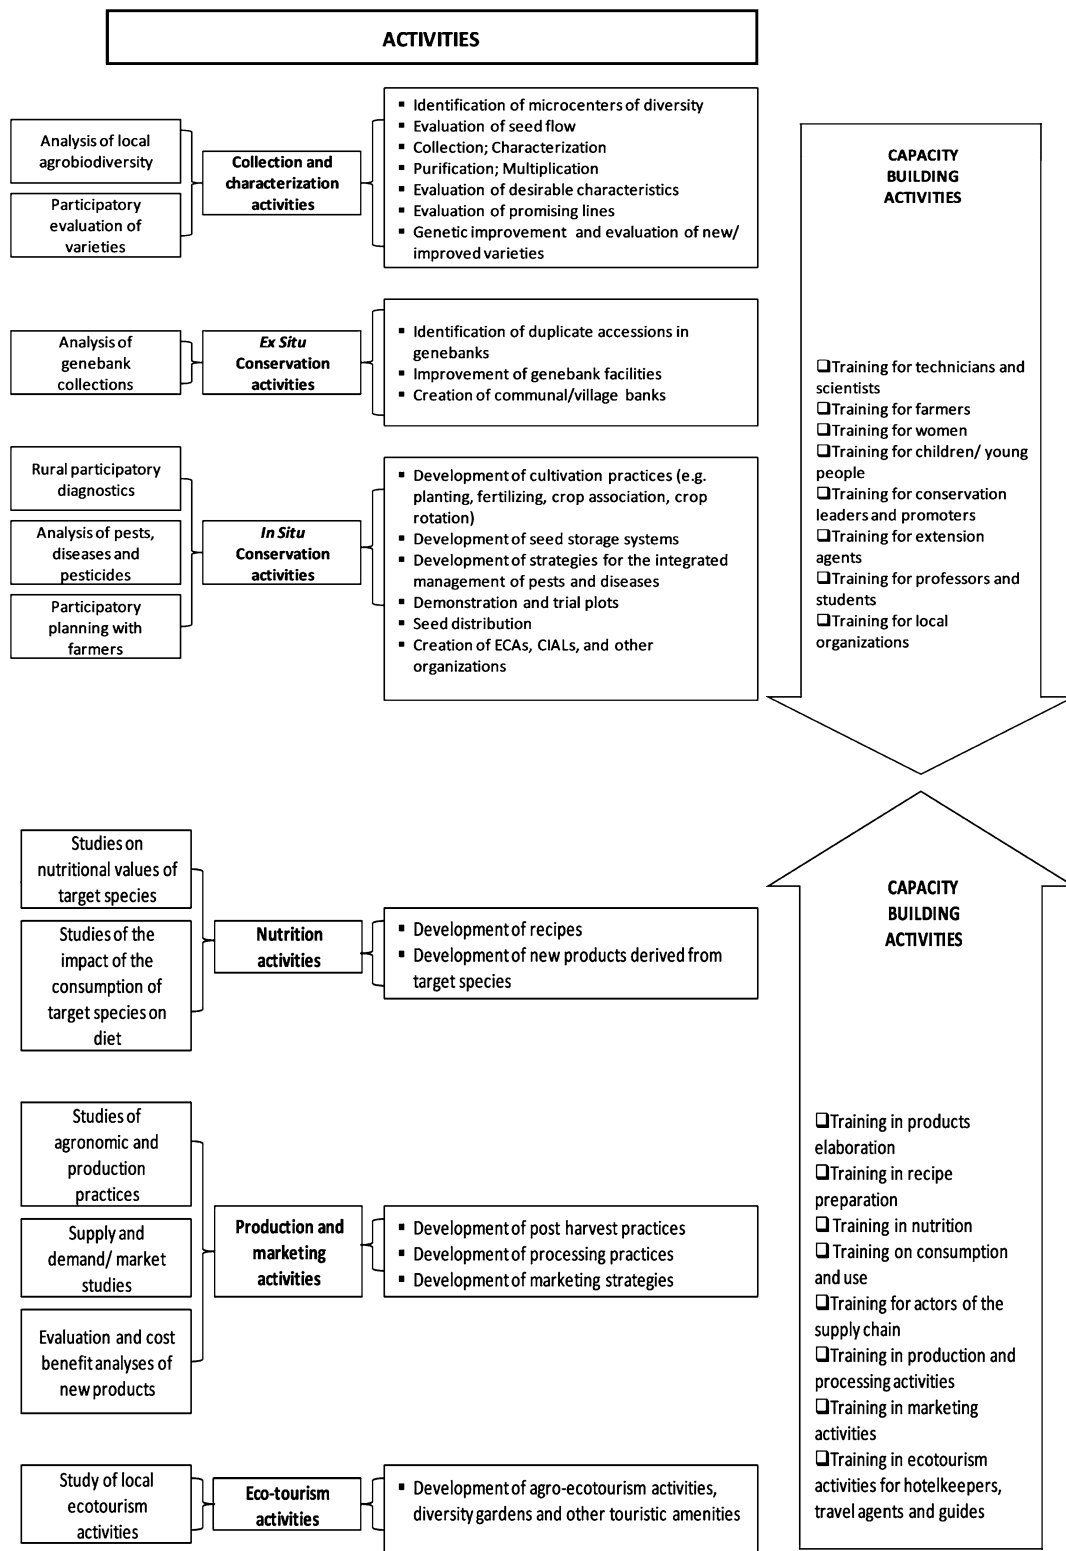 ACTIVITIES
Analysis of local
agrobiodiversity
Participatory
evaluation of
varieties
Collection and
characterization
activities
▪ Identification of microcenters of diversity
▪ Evaluation of seed flow
▪ Collection; Characterization
▪ Purification; Multiplication
▪ Evaluation of desirable characteristics
▪ Evaluation of promising lines
▪ Genetic improvement and evaluation of new/
improved varieties
Analysis of
genebank
collections
Ex Situ
Conservation
activities
▪ Identification of duplicate accessions in
genebanks
▪ Improvement of genebank facilities
▪ Creation of communal/village banks
Rural participatory
diagnostics
Analysis of pests,
diseases and
pesticides
Participatory
planning with
farmers
In Situ
Conservation
activities
▪ Development of cultivation practices (e.g.
planting, fertilizing, crop association, crop
rotation)
▪ Development of seed storage systems
▪ Development of strategies for the integrated
management of pests and diseases
▪ Demonstration and trial plots
▪ Seed distribution
▪ Creation of ECAs, CIALs, and other
organizations
CAPACITY
BUILDING
ACTIVITIES
❑Training for technicians and
scientists
❑Training for farmers
❑Training for women
❑Training for children/ young
people
❑Training for conservation
leaders and promoters
❑Training for extension
agents
❑Training for professors and
students
❑Training for local
organizations
Studies on
nutritional values of
target species
Studies of the
impact of the
consumption of
target species on
diet
Nutrition
activities
▪ Development of recipes
▪ Development of new products derived from
target species
Studies of
agronomic and
production
practices
Supply and
demand/ market
studies
Evaluation and cost
benefit analyses of
new products
Production and
marketing
activities
▪ Development of post harvest practices
▪ Development of processing practices
▪ Development of marketing strategies
Study of local
ecotourism
activities
Eco-tourism
activities
▪ Development of agro-ecotourism activities,
diversity gardens and other touristic amenities
CAPACITY
BUILDING
ACTIVITIES
❑Training in products
elaboration
❑Training in recipe
preparation
❑ Training in nutrition
❑ Training on consumption
and use
❑Training for actors of the
supply chain
❑Training in production and
processing activities
❑Training in marketing
activities
❑Training in ecotourism
activities for hotelkeepers,
travel agents and guides